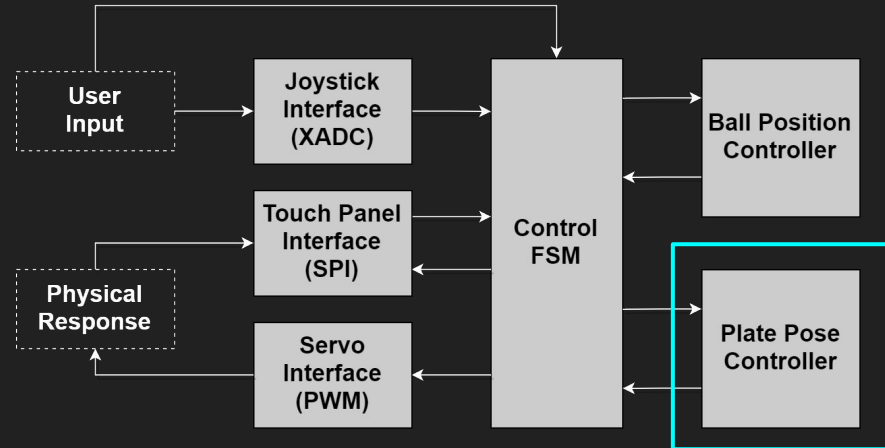 User
Input
Joystick
Interface
(XADC)
Touch Panel
Interface
(SPI)
Physical
Response
Servo
Interface
(PWM)
Control
FSM
Ball Position
Controller
Plate Pose
Controller